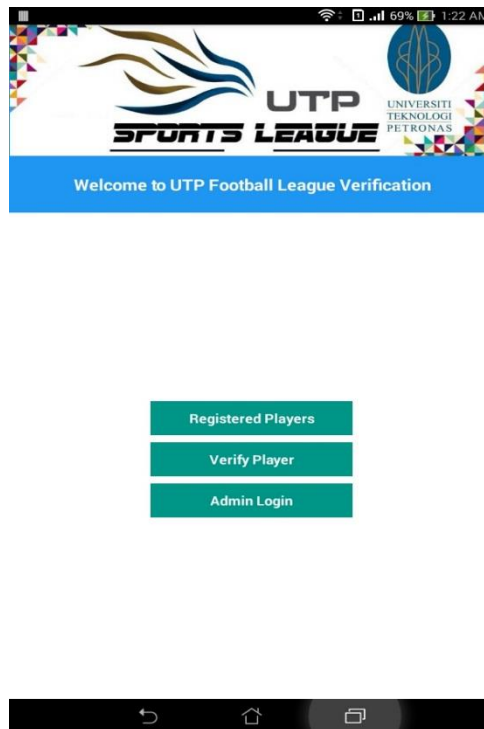 1 69% 1:22 AM
UTP
SPORTS LEAGUE
UNIVERSITI
TEKNOLOGI
PETRONAS
Welcome to UTP Football League Verification
Registered Players
Verify Player
Admin Login